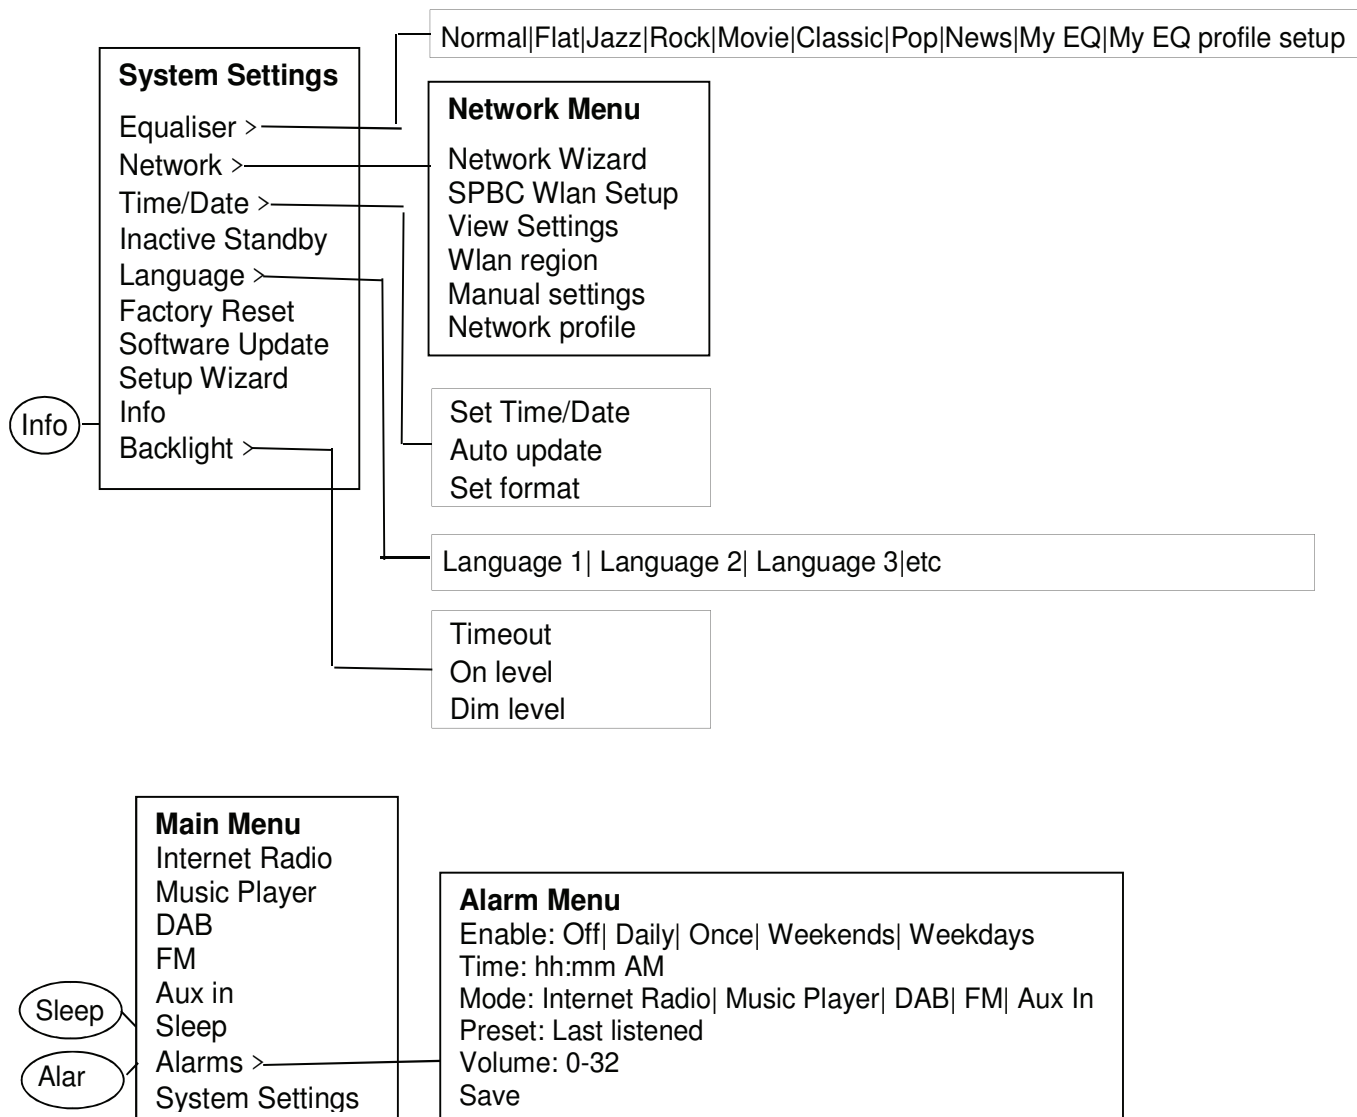 Normal|Flat|Jazz|Rock|Movie|Classic|Pop|News|My EQ|My EQ profile setup
System Settings
Equaliser >
Network >
Time/Date >
Inactive Standby
Language >
Factory Reset
Software Update
Setup Wizard
Info
Backlight >
Info
Network Menu
Network Wizard
SPBC Wlan Setup
View Settings
Wlan region
Manual settings
Network profile
Set Time/Date
Auto update
Set format
Language 1| Language 2| Language 3|etc
Timeout
On level
Dim level
Main Menu
Internet Radio
Music Player
DAB
FM
Aux in
Sleep
Alarms >
System Settings
Sleep
Alar
Alarm Menu
Enable: Off| Daily| Once| Weekends| Weekdays
Time: hh:mm AM
Mode: Internet Radio| Music Player| DAB| FM| Aux In
Preset: Last listened
Volume: 0-32
Save